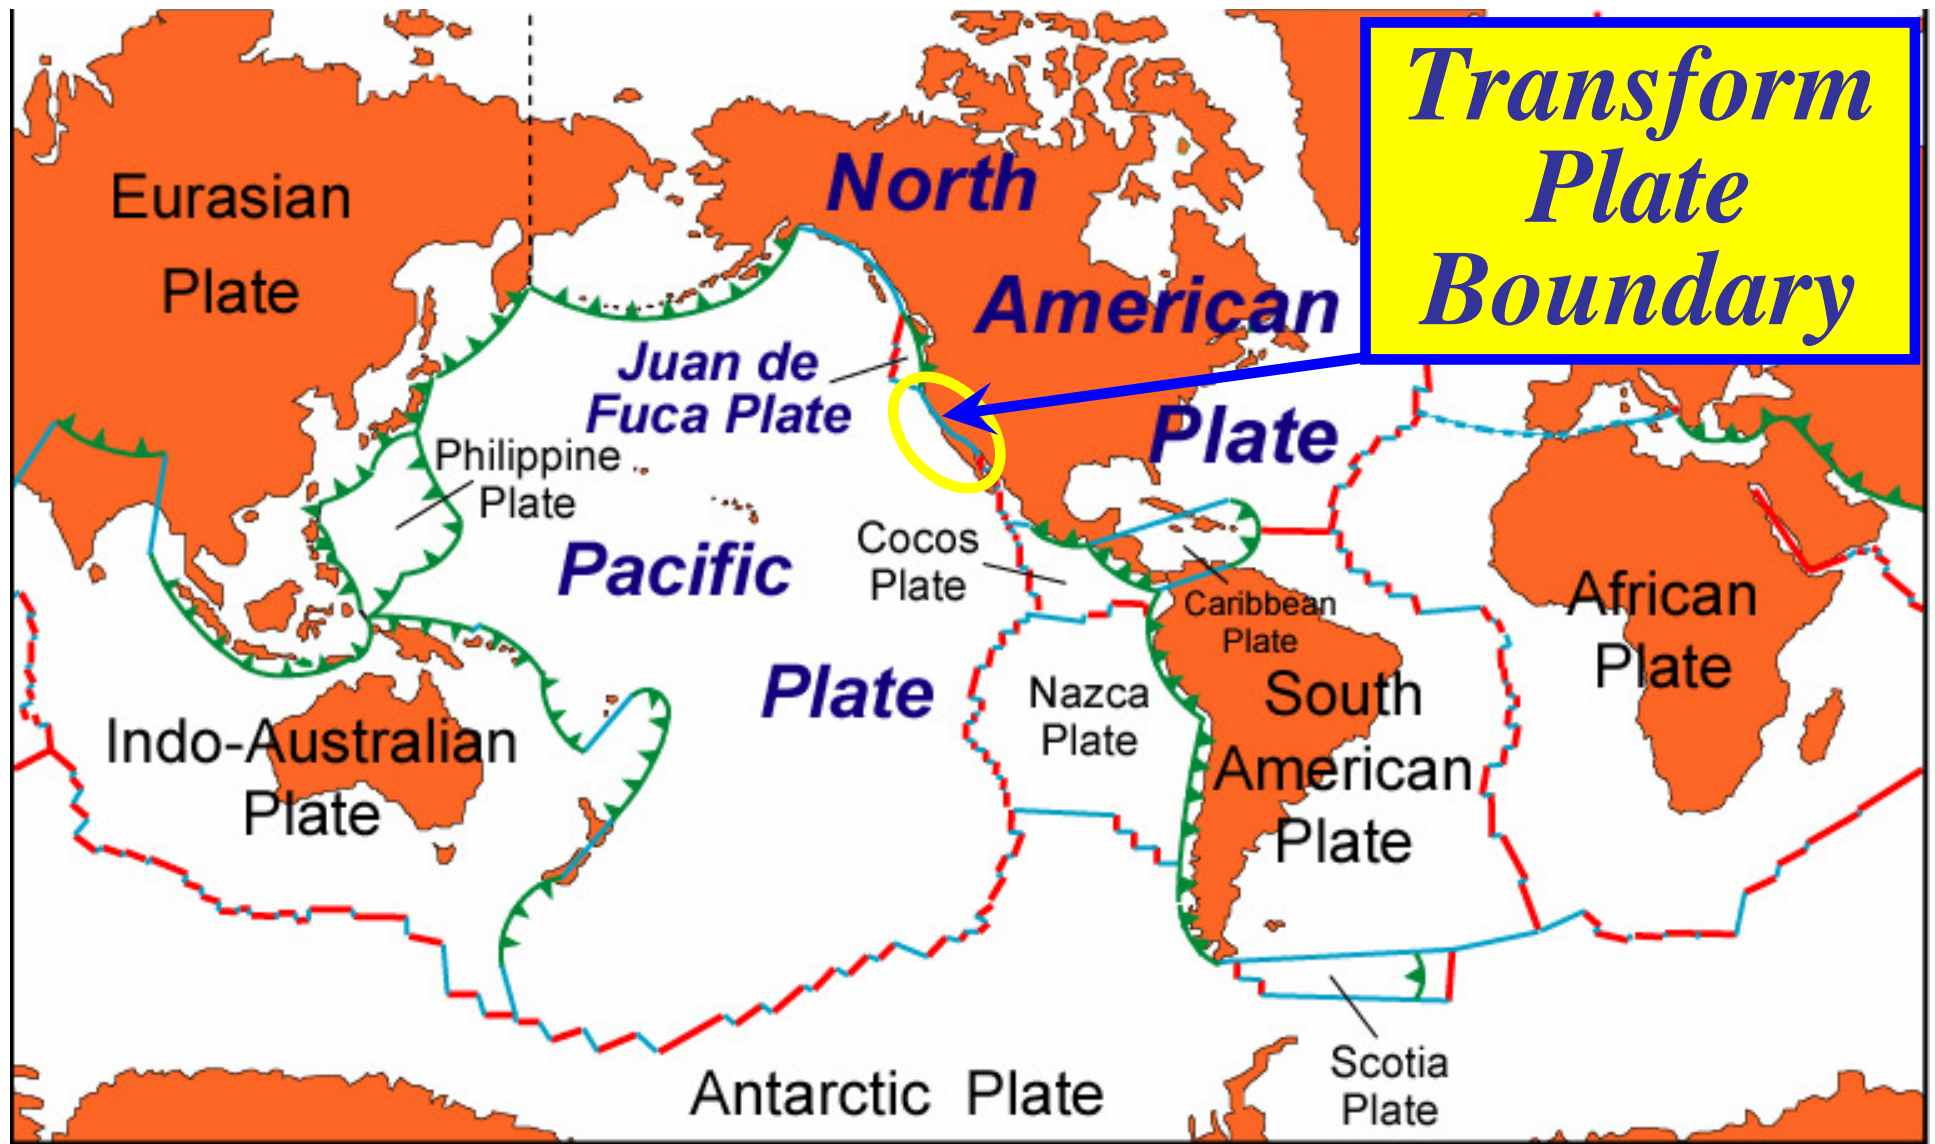 Transform
Plate
Boundary
Eurasian
Plate
North
American
Plate
Juan de
Fuca Plate
Philippine
Plate
Pacific
Plate
Cocos
Plate
Caribbean
Plate
African
Plate
Nazca
Plate
South
American
Plate
Indo-Australian
Plate
Antarctic Plate
Scotia
Plate